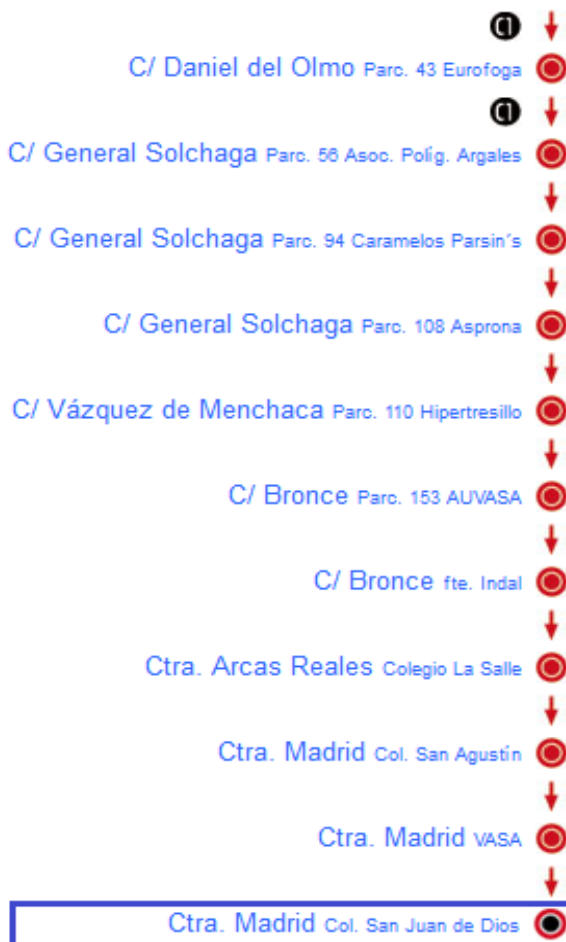 C1
C/ Daniel del Olmo Parc. 43 Eurofoga
C1
C/ General Solchaga Parc. 56 Asoc. Políg. Argales
C/ General Solchaga Parc. 94 Caramelos Parsin´s
C/ General Solchaga Parc. 108 Asprona
C/ Vázquez de Menchaca Parc. 110 Hipertresillo
C/ Bronce Parc. 153 AUVASA
C/ Bronce fte. Indal
Ctra. Arcas Reales Colegio La Salle
Ctra. Madrid Col. San Agustín
Ctra. Madrid VASA
Ctra. Madrid Col. San Juan de Dios